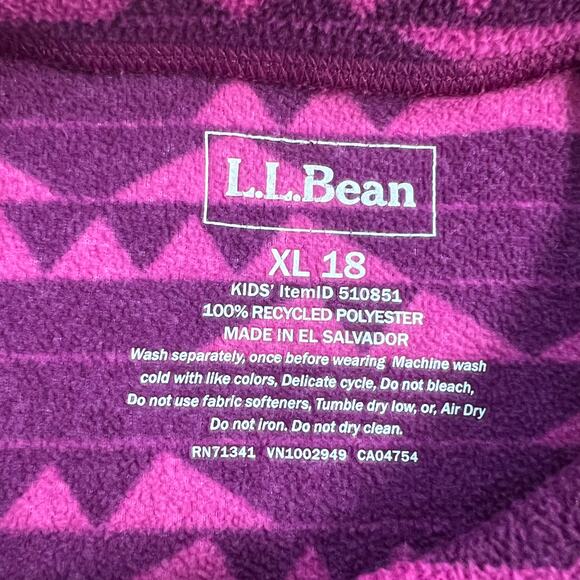 L.L.Bean
XL 18
KIDS' ItemID 510851
100% RECYCLED POLYESTER
MADE IN EL SALVADOR
Wash separately, once before wearing Machine wash
cold with like colors, Delicate cycle, Do not bleach,
Do not use fabric softeners, Tumble dry low, or, Air Dry
Do not iron. Do not dry clean.
RN71341 VN1002949 CA04754